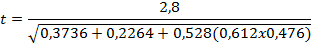 t = 2,8 / √(0,3736 + 0,2264 + 0,528(0,612x0,476))